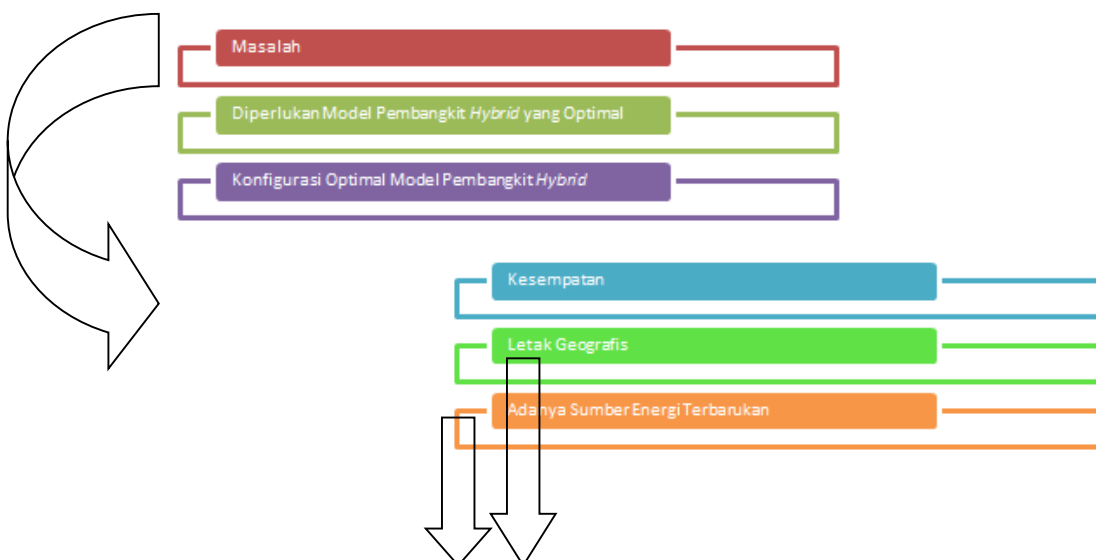 Masalah
Diperlukan Model Pembangkit Hybrid yang Optimal
Konfigurasi Optimal Model Pembangkit Hybrid
Kesempatan
Letak Geografis
Adanya Sumber Energi Terbarukan